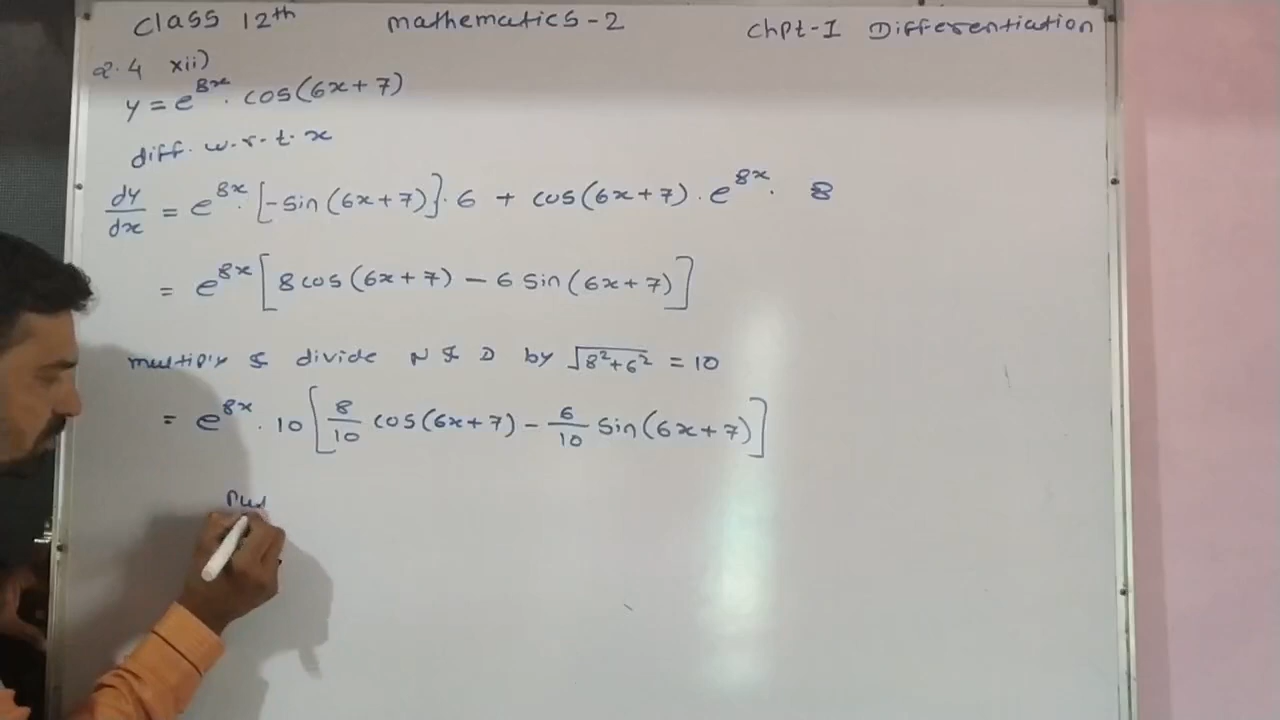 Class 12th mathematics-2 Chpt-I Differentiation
Q.4 xii)
y = e^{8x} . cos(6x+7)
diff. w.r.t. x
dy/dx = e^{8x} . [-sin(6x+7)] . 6 + cos(6x+7) . e^{8x} . 8
= e^{8x} [8 cos(6x+7) - 6 sin(6x+7)]
multiply & divide N & D by √(8²+6²) = 10
= e^{8x} . 10 [8/10 cos(6x+7) - 6/10 sin(6x+7)]